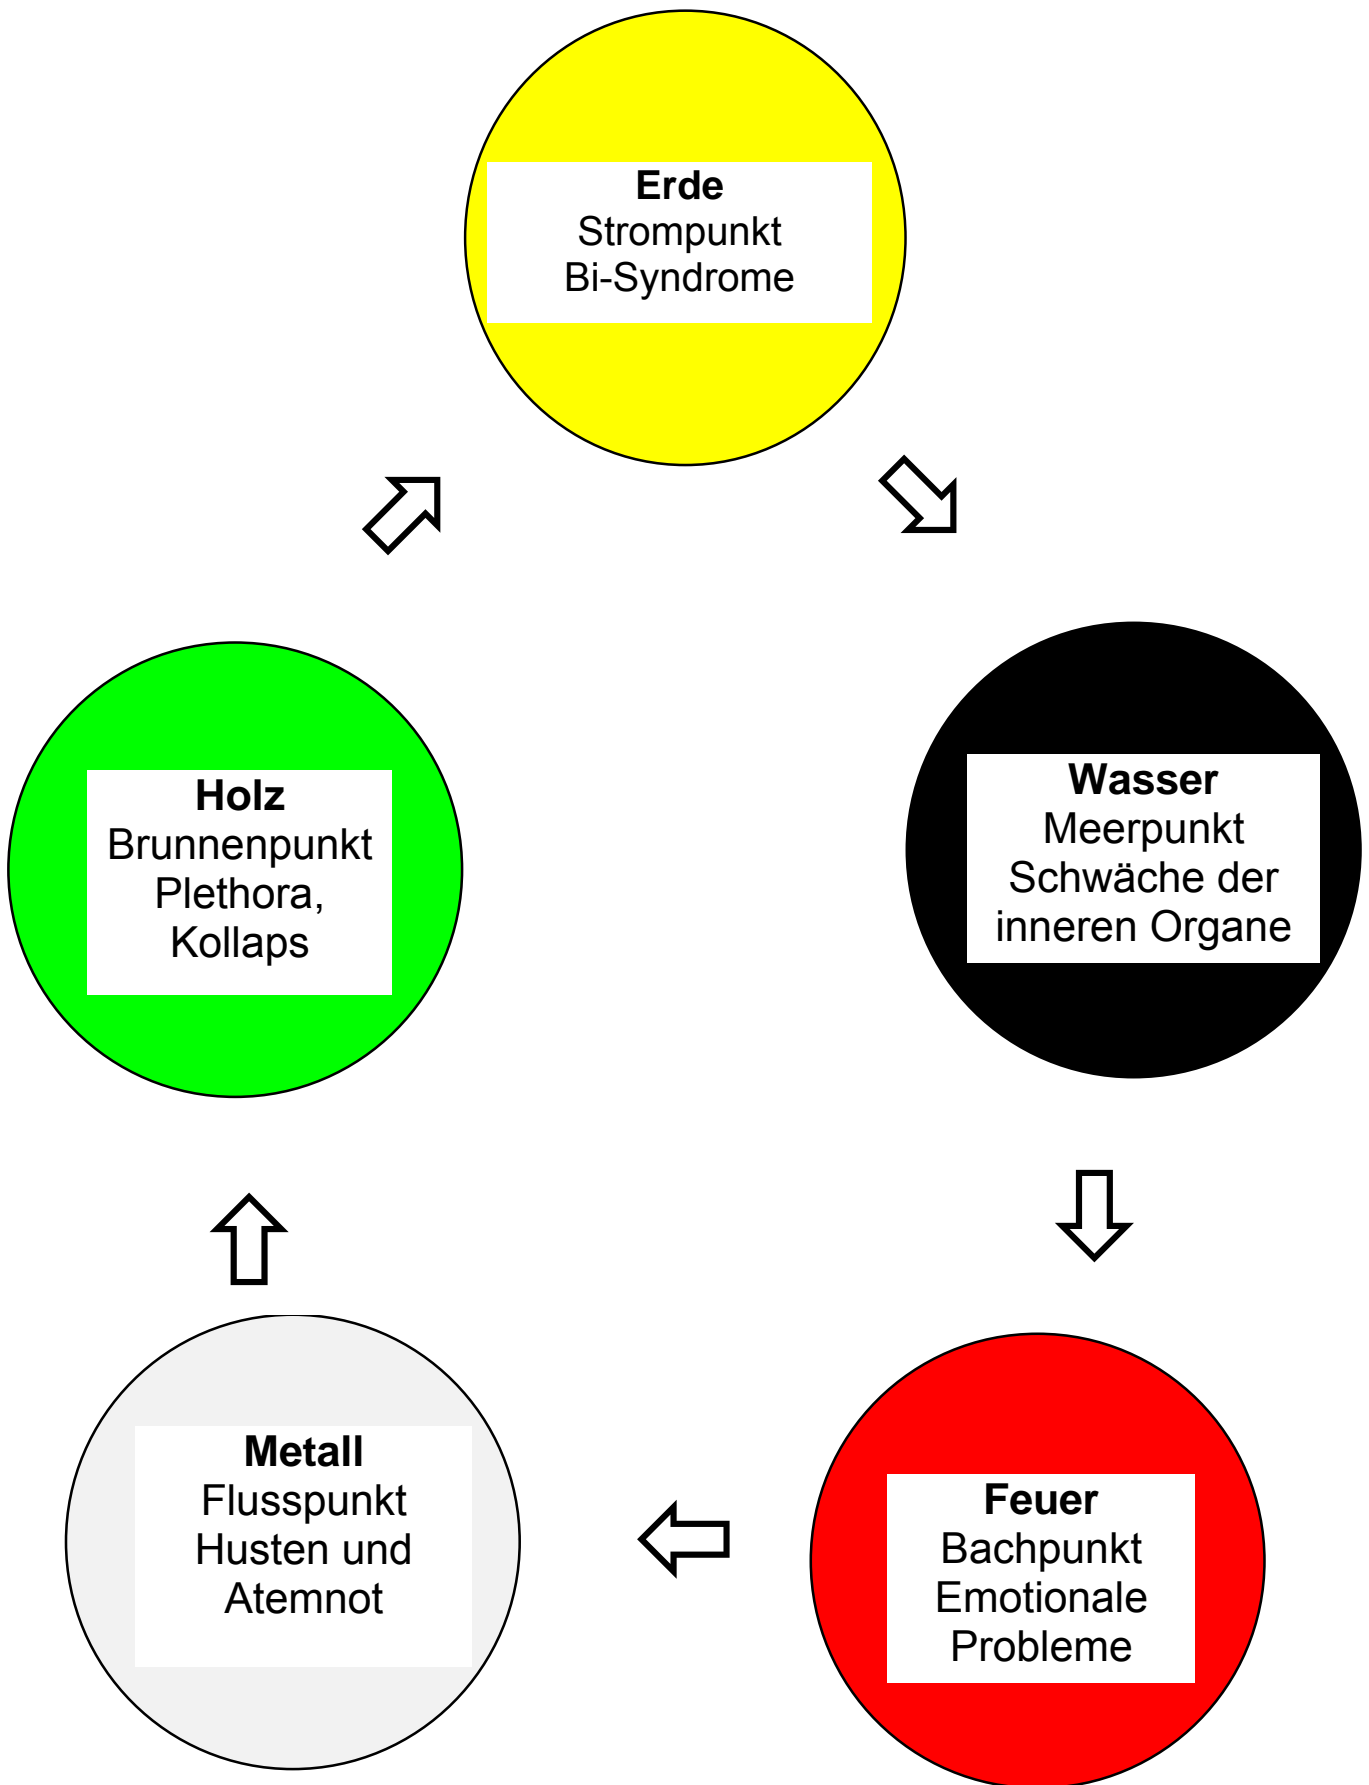 Erde
Strompunkt
Bi-Syndrome
Holz
Brunnenpunkt
Plethora,
Kollaps
Wasser
Meerpunkt
Schwäche der
inneren Organe
Metall
Flusspunkt
Husten und
Atemnot
Feuer
Bachpunkt
Emotionale
Probleme